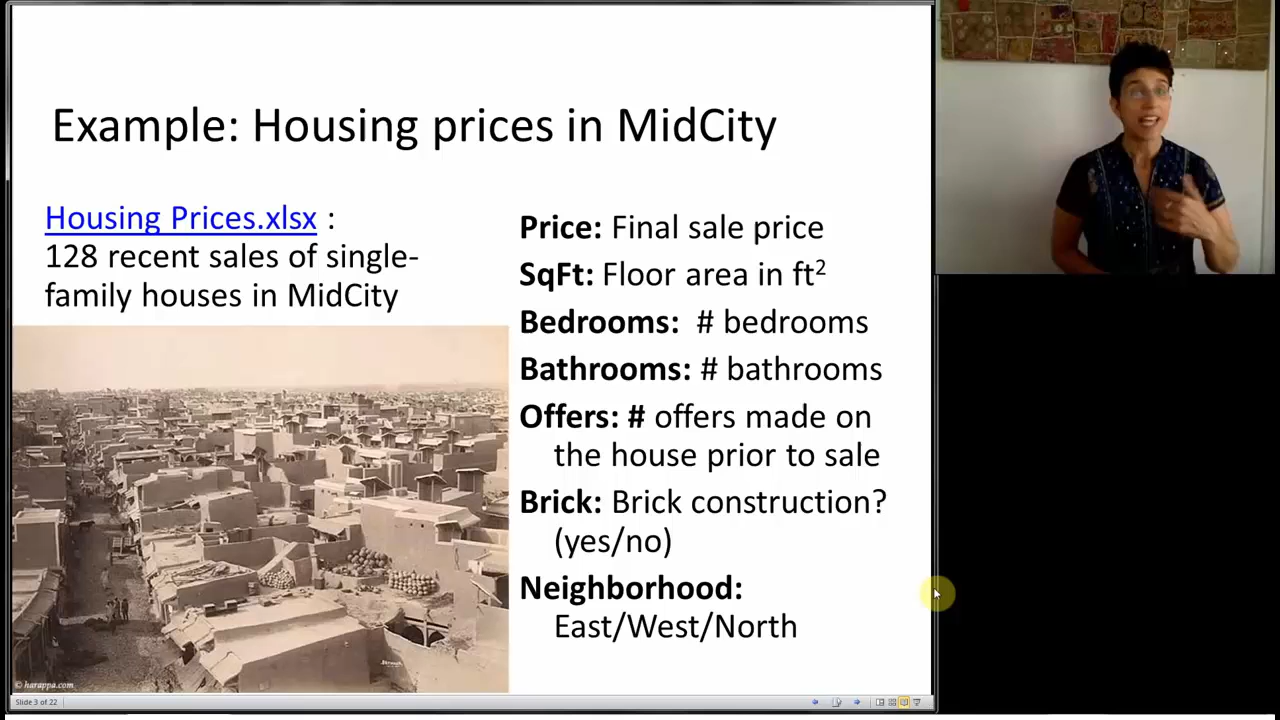 Example: Housing prices in MidCity
Housing Prices.xlsx :
128 recent sales of single-
family houses in MidCity
Price: Final sale price
SqFt: Floor area in ft²
Bedrooms: # bedrooms
Bathrooms: # bathrooms
Offers: # offers made on
the house prior to sale
Brick: Brick construction?
(yes/no)
Neighborhood:
East/West/North
© harappa.com
Slide 3 of 22